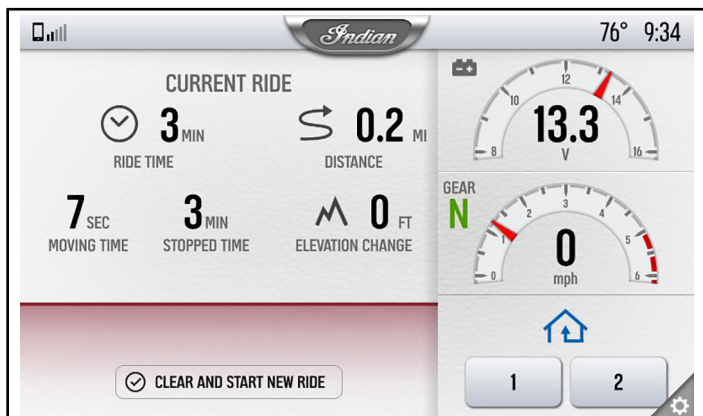 Indian
76° 9:34
CURRENT RIDE
3 MIN
RIDE TIME
0.2 MI
DISTANCE
7 SEC
MOVING TIME
3 MIN
STOPPED TIME
0 FT
ELEVATION CHANGE
CLEAR AND START NEW RIDE
8 10 12 14 16
13.3
V
GEAR
N
0 1 2 3 4 5 6
0
mph
1 2